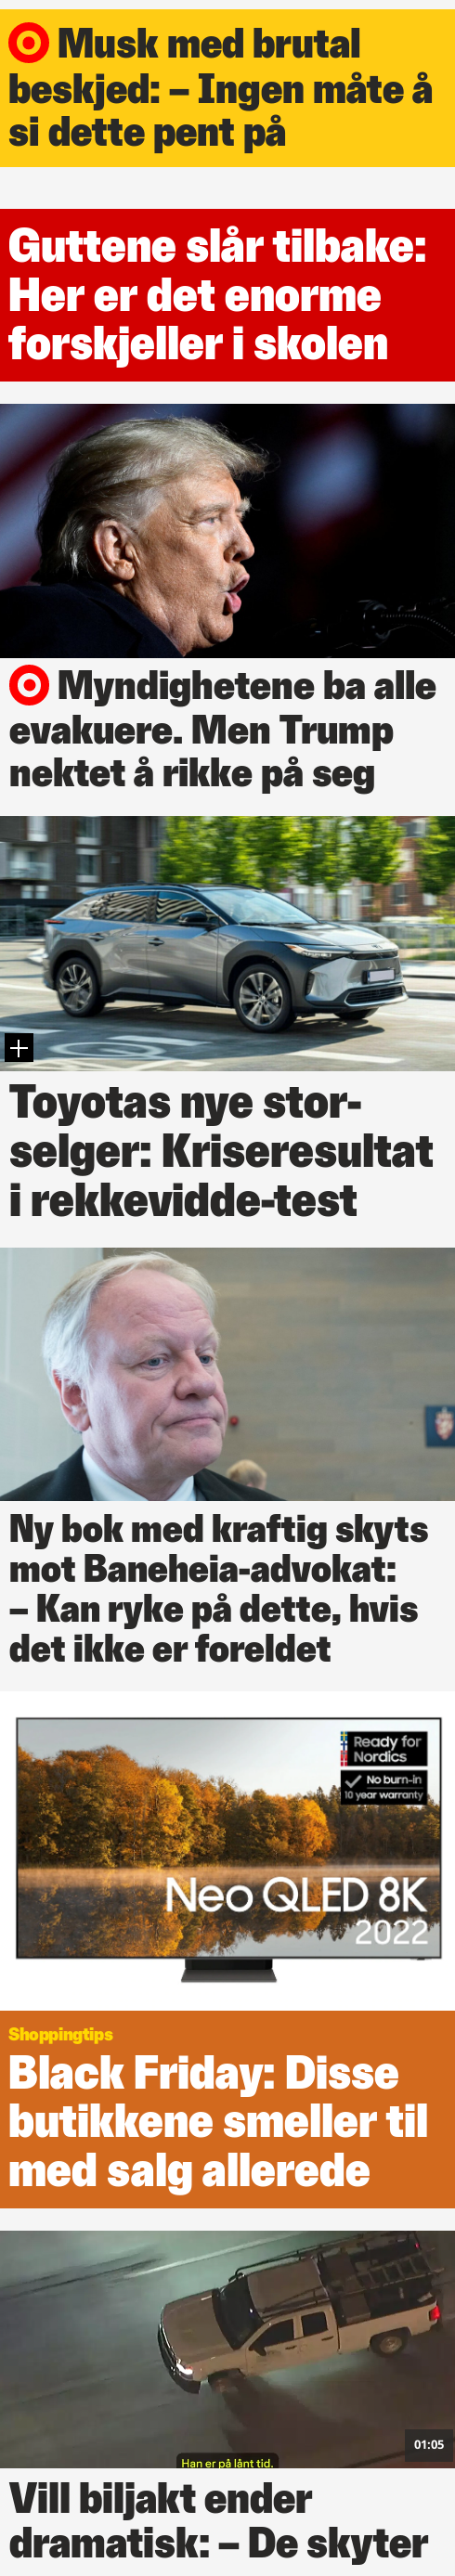 Musk med brutal
beskjed: – Ingen måte å
si dette pent på
Guttene slår tilbake:
Her er det enorme
forskjeller i skolen
Myndighetene ba alle
evakuere. Men Trump
nektet å rikke på seg
Toyotas nye stor-
selger: Kriseresultat
i rekkevidde-test
Ny bok med kraftig skyts
mot Baneheia-advokat:
– Kan ryke på dette, hvis
det ikke er foreldet
Ready for
Nordics
No burn-in
10 year warranty
Neo QLED 8K
2022
Shoppingtips
Black Friday: Disse
butikkene smeller til
med salg allerede
01:05
Han er på lånt tid.
Vill biljakt ender
dramatisk: – De skyter